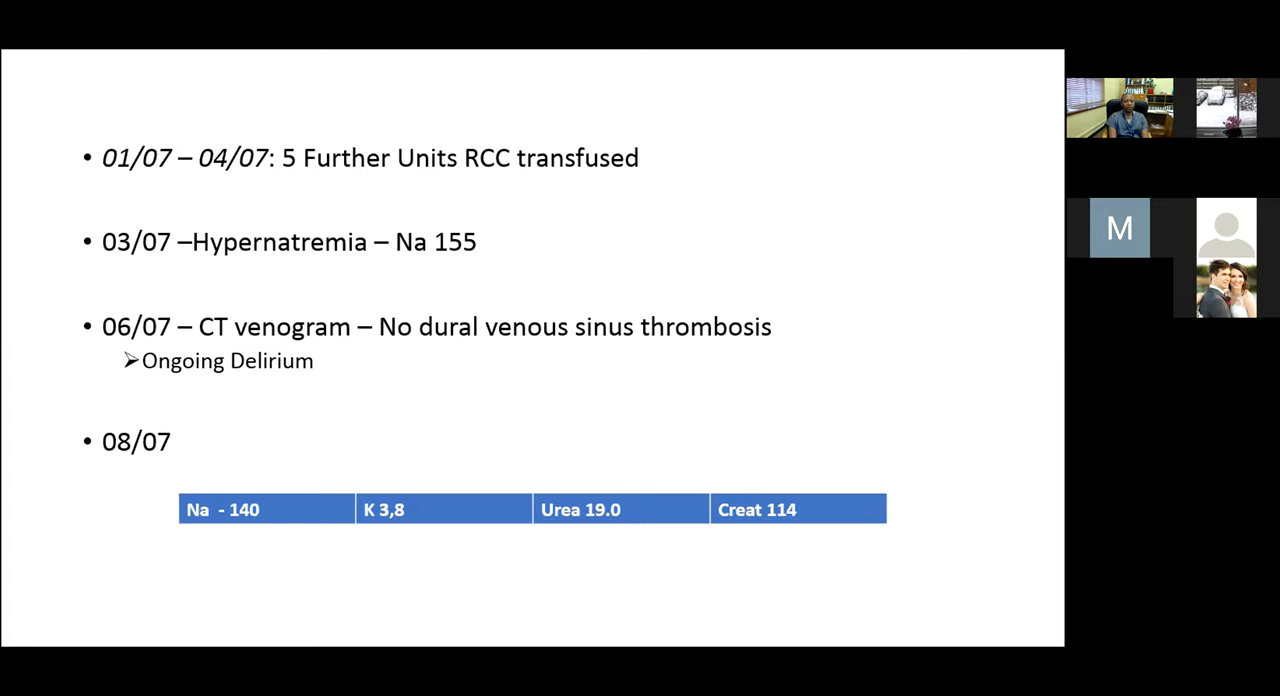 • 01/07 – 04/07: 5 Further Units RCC transfused
• 03/07 –Hypernatremia – Na 155
• 06/07 – CT venogram – No dural venous sinus thrombosis
➢Ongoing Delirium
• 08/07
Na - 140 K 3,8 Urea 19.0 Creat 114
M